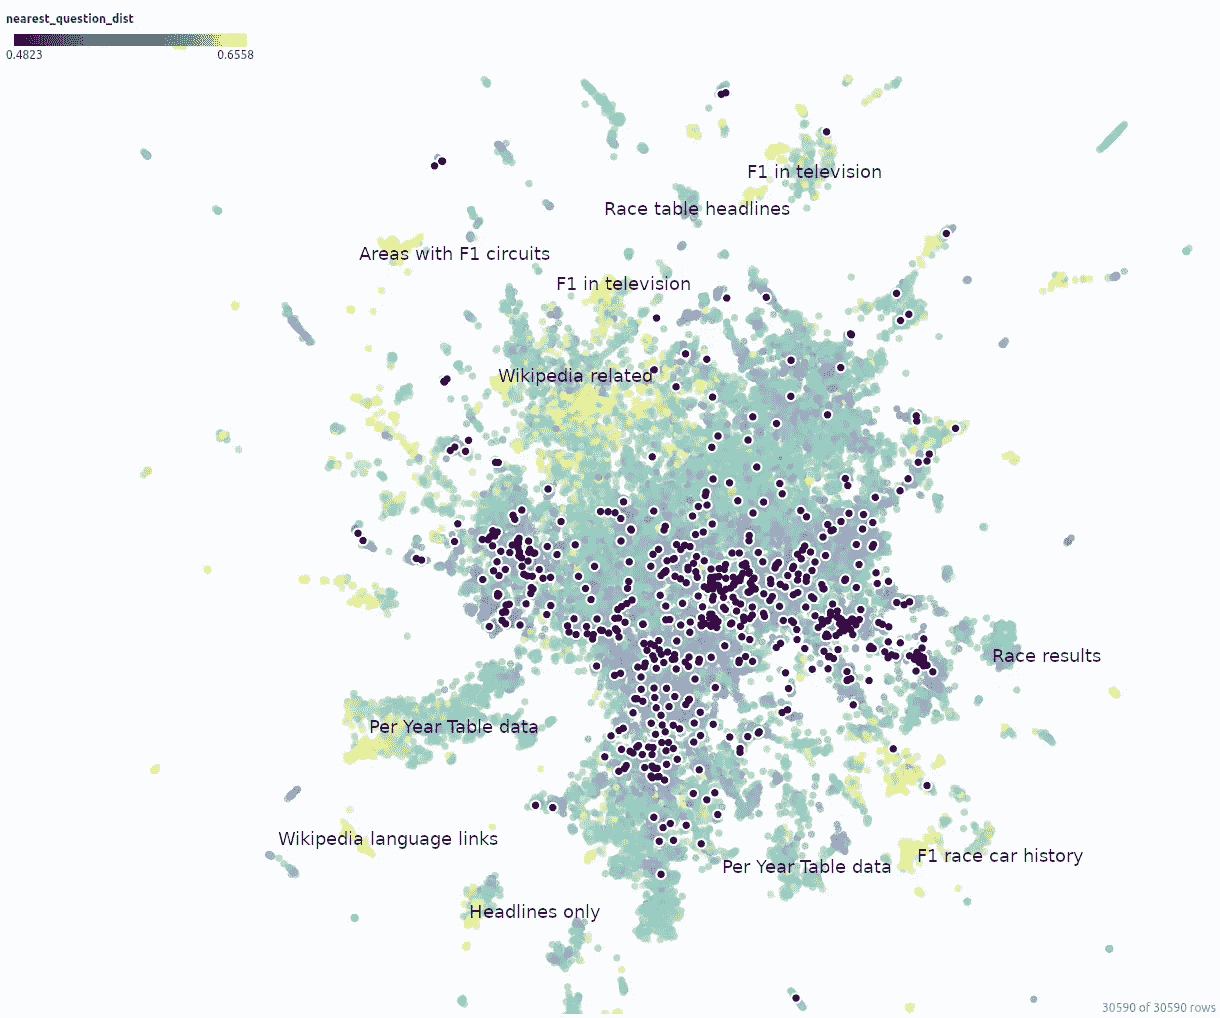 nearest_question_dist
0.4823 0.6558
F1 in television
Race table headlines
Areas with F1 circuits
F1 in television
Wikipedia related
Race results
Per Year Table data
Wikipedia language links
F1 race car history
Per Year Table data
Headlines only
30590 of 30590 rows